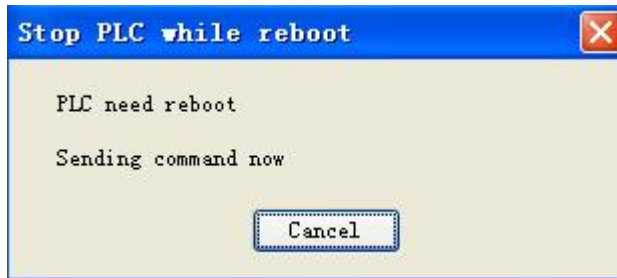 Stop PLC while reboot
PLC need reboot
Sending command now
Cancel